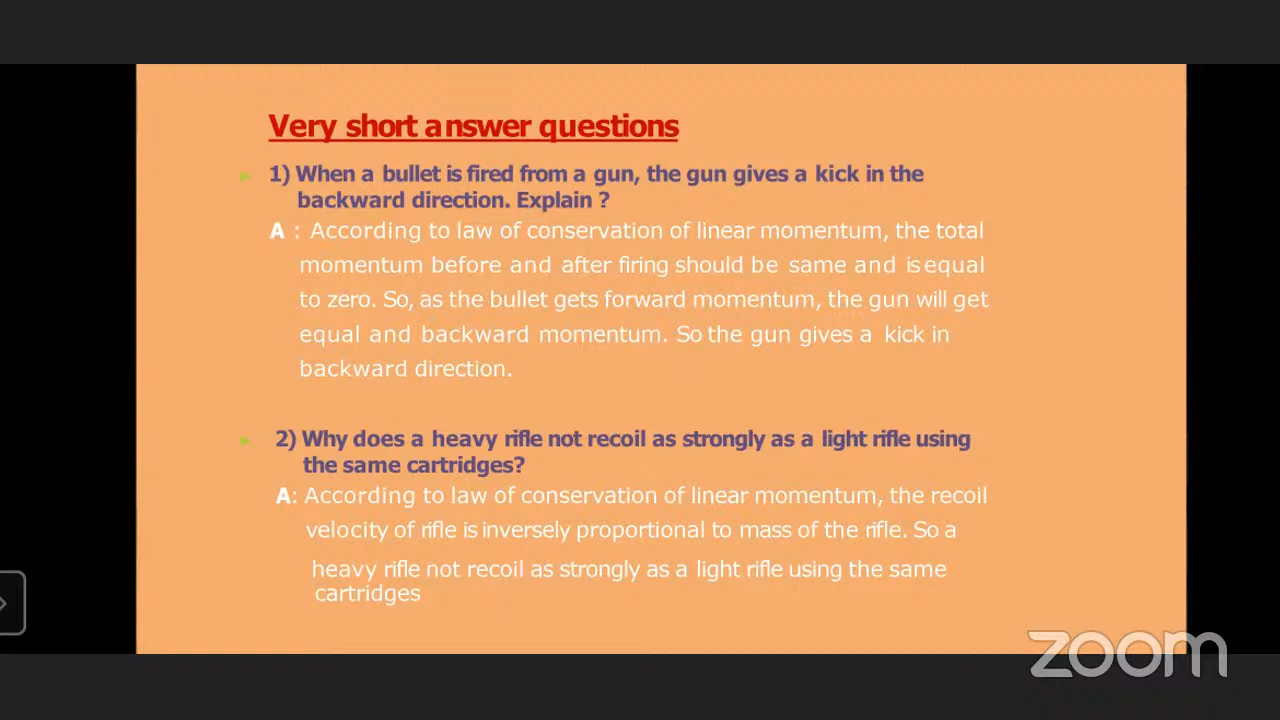 Very short answer questions
1) When a bullet is fired from a gun, the gun gives a kick in the
backward direction. Explain ?
A : According to law of conservation of linear momentum, the total
momentum before and after firing should be same and is equal
to zero. So, as the bullet gets forward momentum, the gun will get
equal and backward momentum. So the gun gives a kick in
backward direction.
2) Why does a heavy rifle not recoil as strongly as a light rifle using
the same cartridges?
A: According to law of conservation of linear momentum, the recoil
velocity of rifle is inversely proportional to mass of the rifle. So a
heavy rifle not recoil as strongly as a light rifle using the same
cartridges
zoom